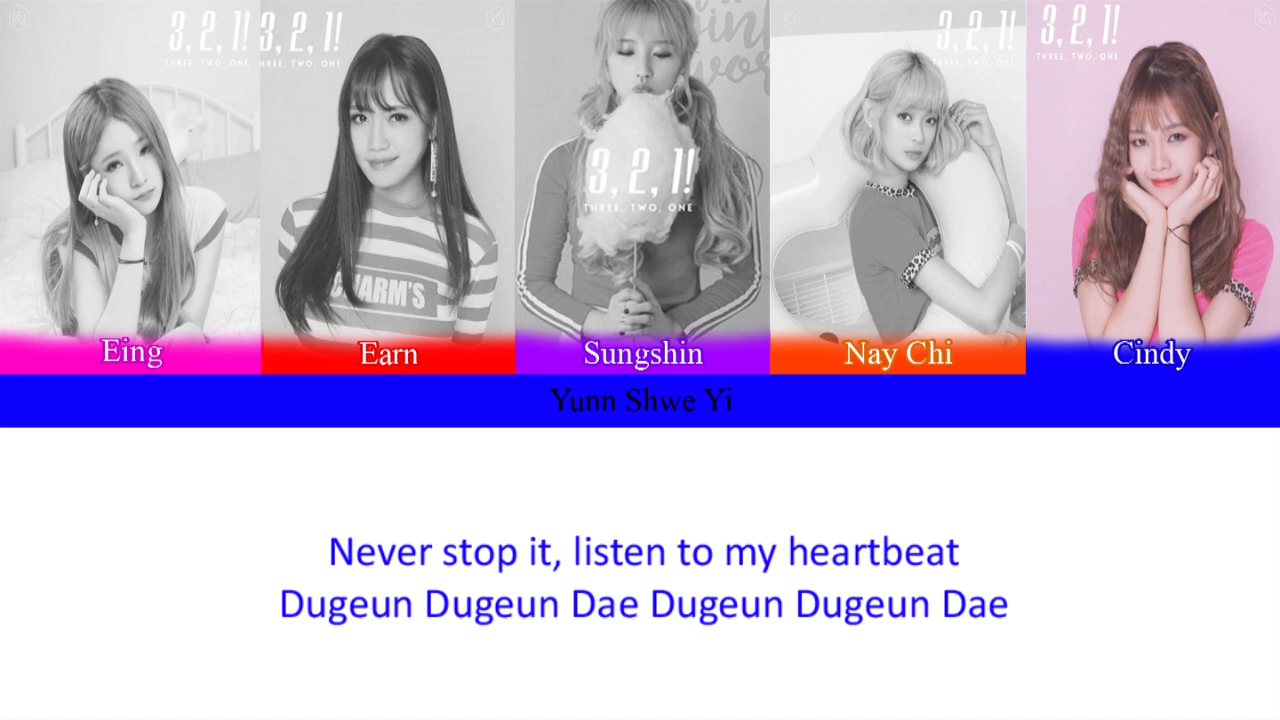 3, 2, 1!
THREE, TWO, ONE
3, 2, 1!
THREE, TWO, ONE
3, 2, 1!
THREE, TWO, ONE
3, 2, 1!
THREE, TWO, ONE
3, 2, 1!
THREE, TWO, ONE
CHARM'S
Eing
Earn
Sungshin
Nay Chi
Cindy
Yunn Shwe Yi
Never stop it, listen to my heartbeat
Dugeun Dugeun Dae Dugeun Dugeun Dae